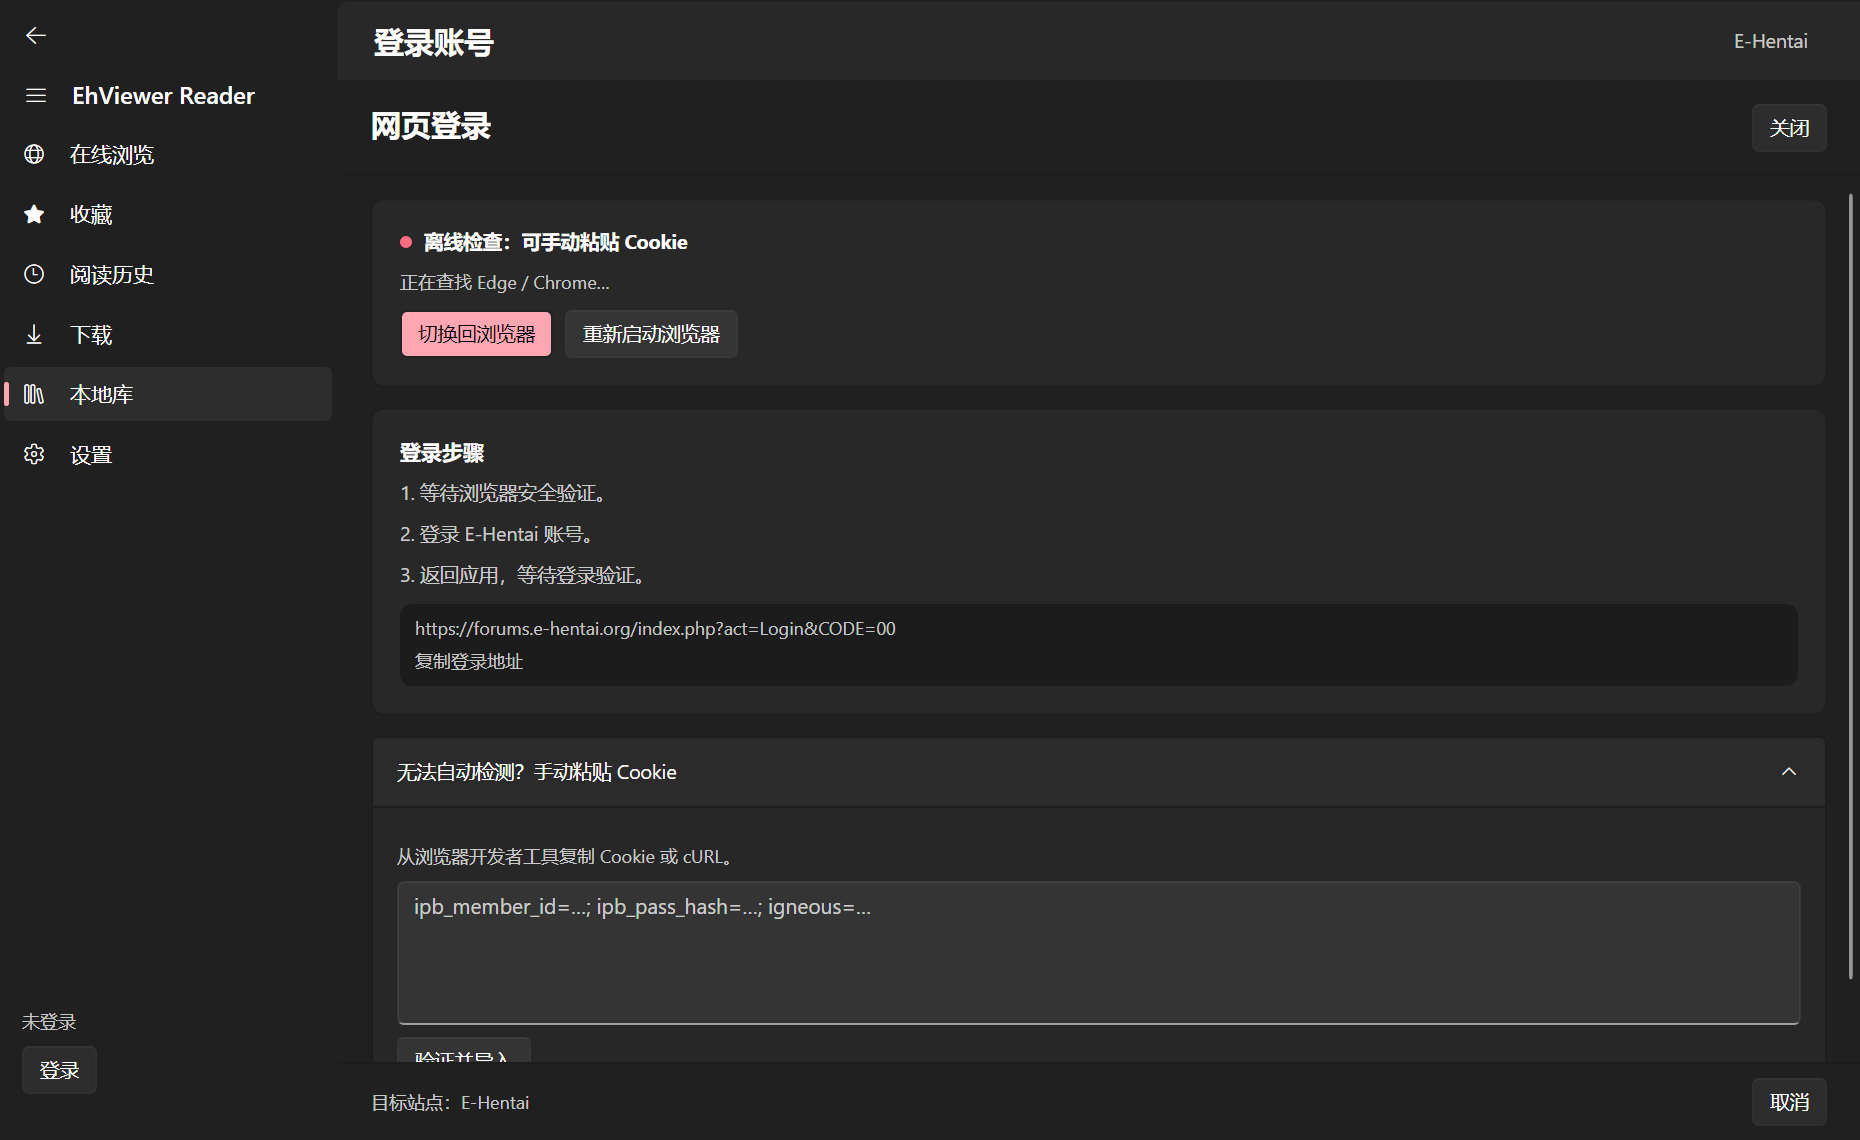 登录账号
E-Hentai
EhViewer Reader
在线浏览
收藏
阅读历史
下载
本地库
设置
未登录
登录
网页登录
关闭
离线检查：可手动粘贴 Cookie
正在查找 Edge / Chrome...
切换回浏览器
重新启动浏览器
登录步骤
1. 等待浏览器安全验证。
2. 登录 E-Hentai 账号。
3. 返回应用，等待登录验证。
https://forums.e-hentai.org/index.php?act=Login&CODE=00
复制登录地址
无法自动检测？手动粘贴 Cookie
从浏览器开发者工具复制 Cookie 或 cURL。
ipb_member_id=...; ipb_pass_hash=...; igneous=...
验证并导入
目标站点：E-Hentai
取消